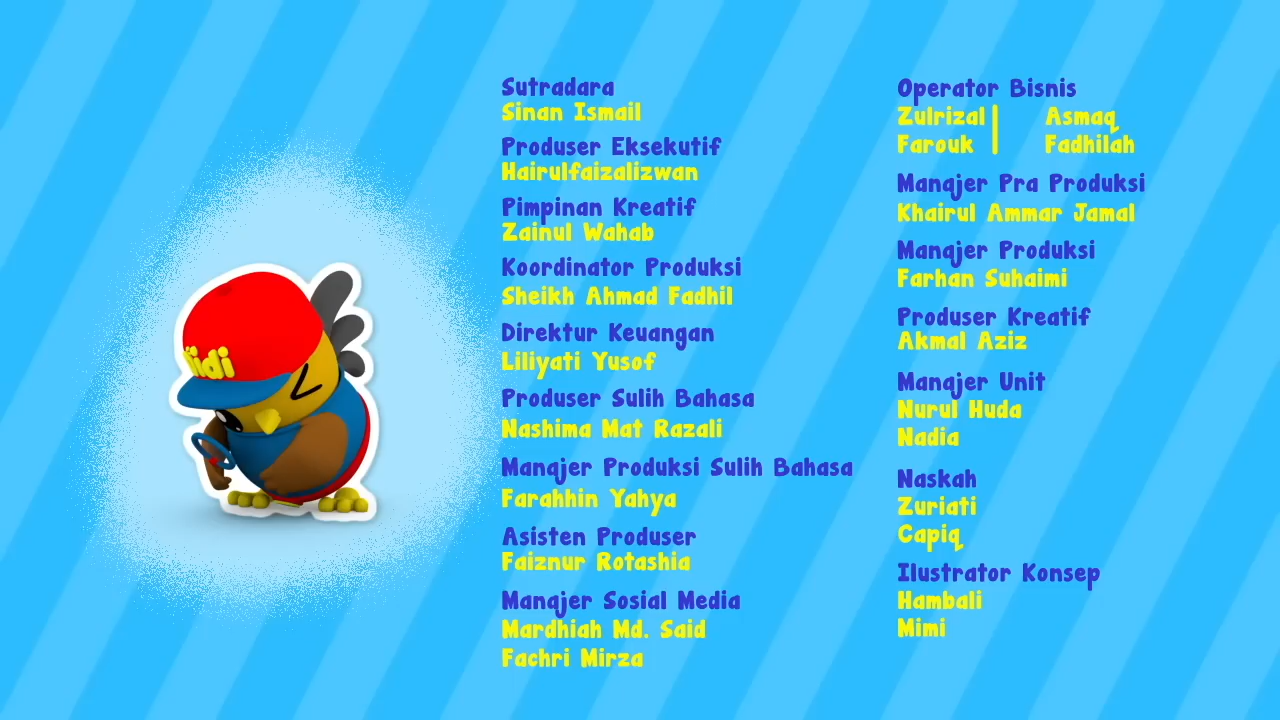 didi
Sutradara
Sinan Ismail
Produser Eksekutif
Hairulfaizalizwan
Pimpinan Kreatif
Zainul Wahab
Koordinator Produksi
Sheikh Ahmad Fadhil
Direktur Keuangan
Liliyati Yusof
Produser Sulih Bahasa
Nashima Mat Razali
Manajer Produksi Sulih Bahasa
Farahhin Yahya
Asisten Produser
Faiznur Rotashia
Manajer Sosial Media
Mardhiah Md. Said
Fachri Mirza
Operator Bisnis
Zulrizal | Asmaq
Farouk | Fadhilah
Manajer Pra Produksi
Khairul Ammar Jamal
Manajer Produksi
Farhan Suhaimi
Produser Kreatif
Akmal Aziz
Manajer Unit
Nurul Huda
Nadia
Naskah
Zuriati
Capiq
Ilustrator Konsep
Hambali
Mimi